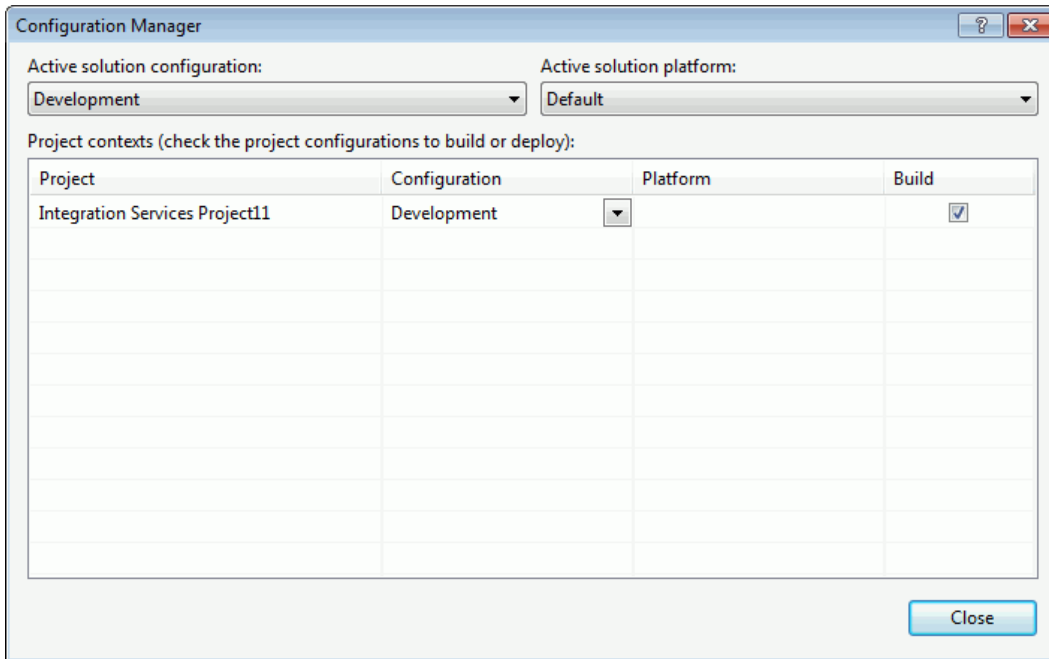 Configuration Manager
Active solution configuration: Active solution platform:
Development Default
Project contexts (check the project configurations to build or deploy):
Project Configuration Platform Build
Integration Services Project11 Development
Close